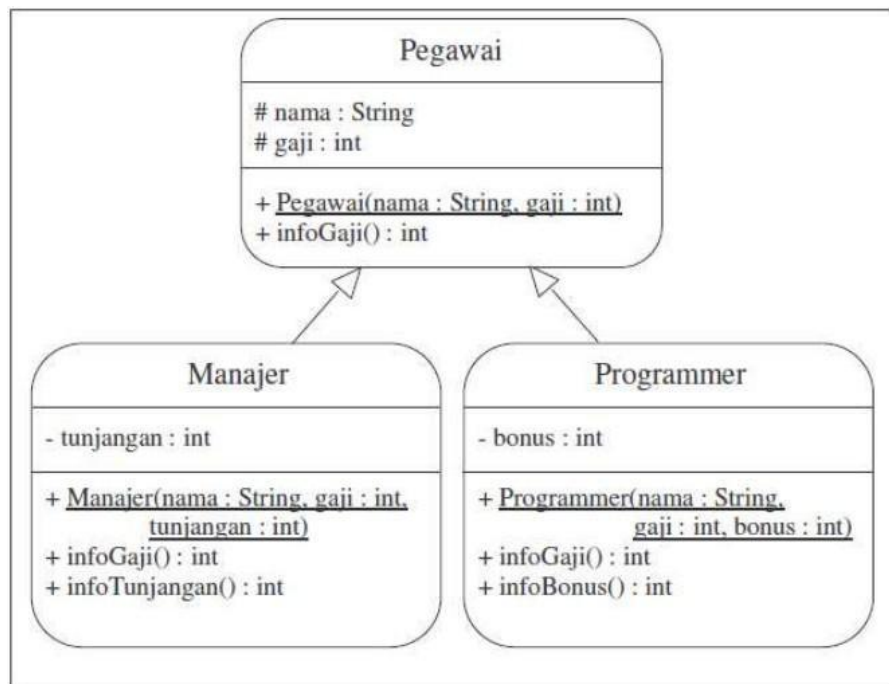 Pegawai
# nama : String
# gaji : int
+ Pegawai(nama : String, gaji : int)
+ infoGaji() : int
Manajer
- tunjangan : int
+ Manajer(nama : String, gaji : int,
tunjangan : int)
+ infoGaji() : int
+ infoTunjangan() : int
Programmer
- bonus : int
+ Programmer(nama : String,
gaji : int, bonus : int)
+ infoGaji() : int
+ infoBonus() : int